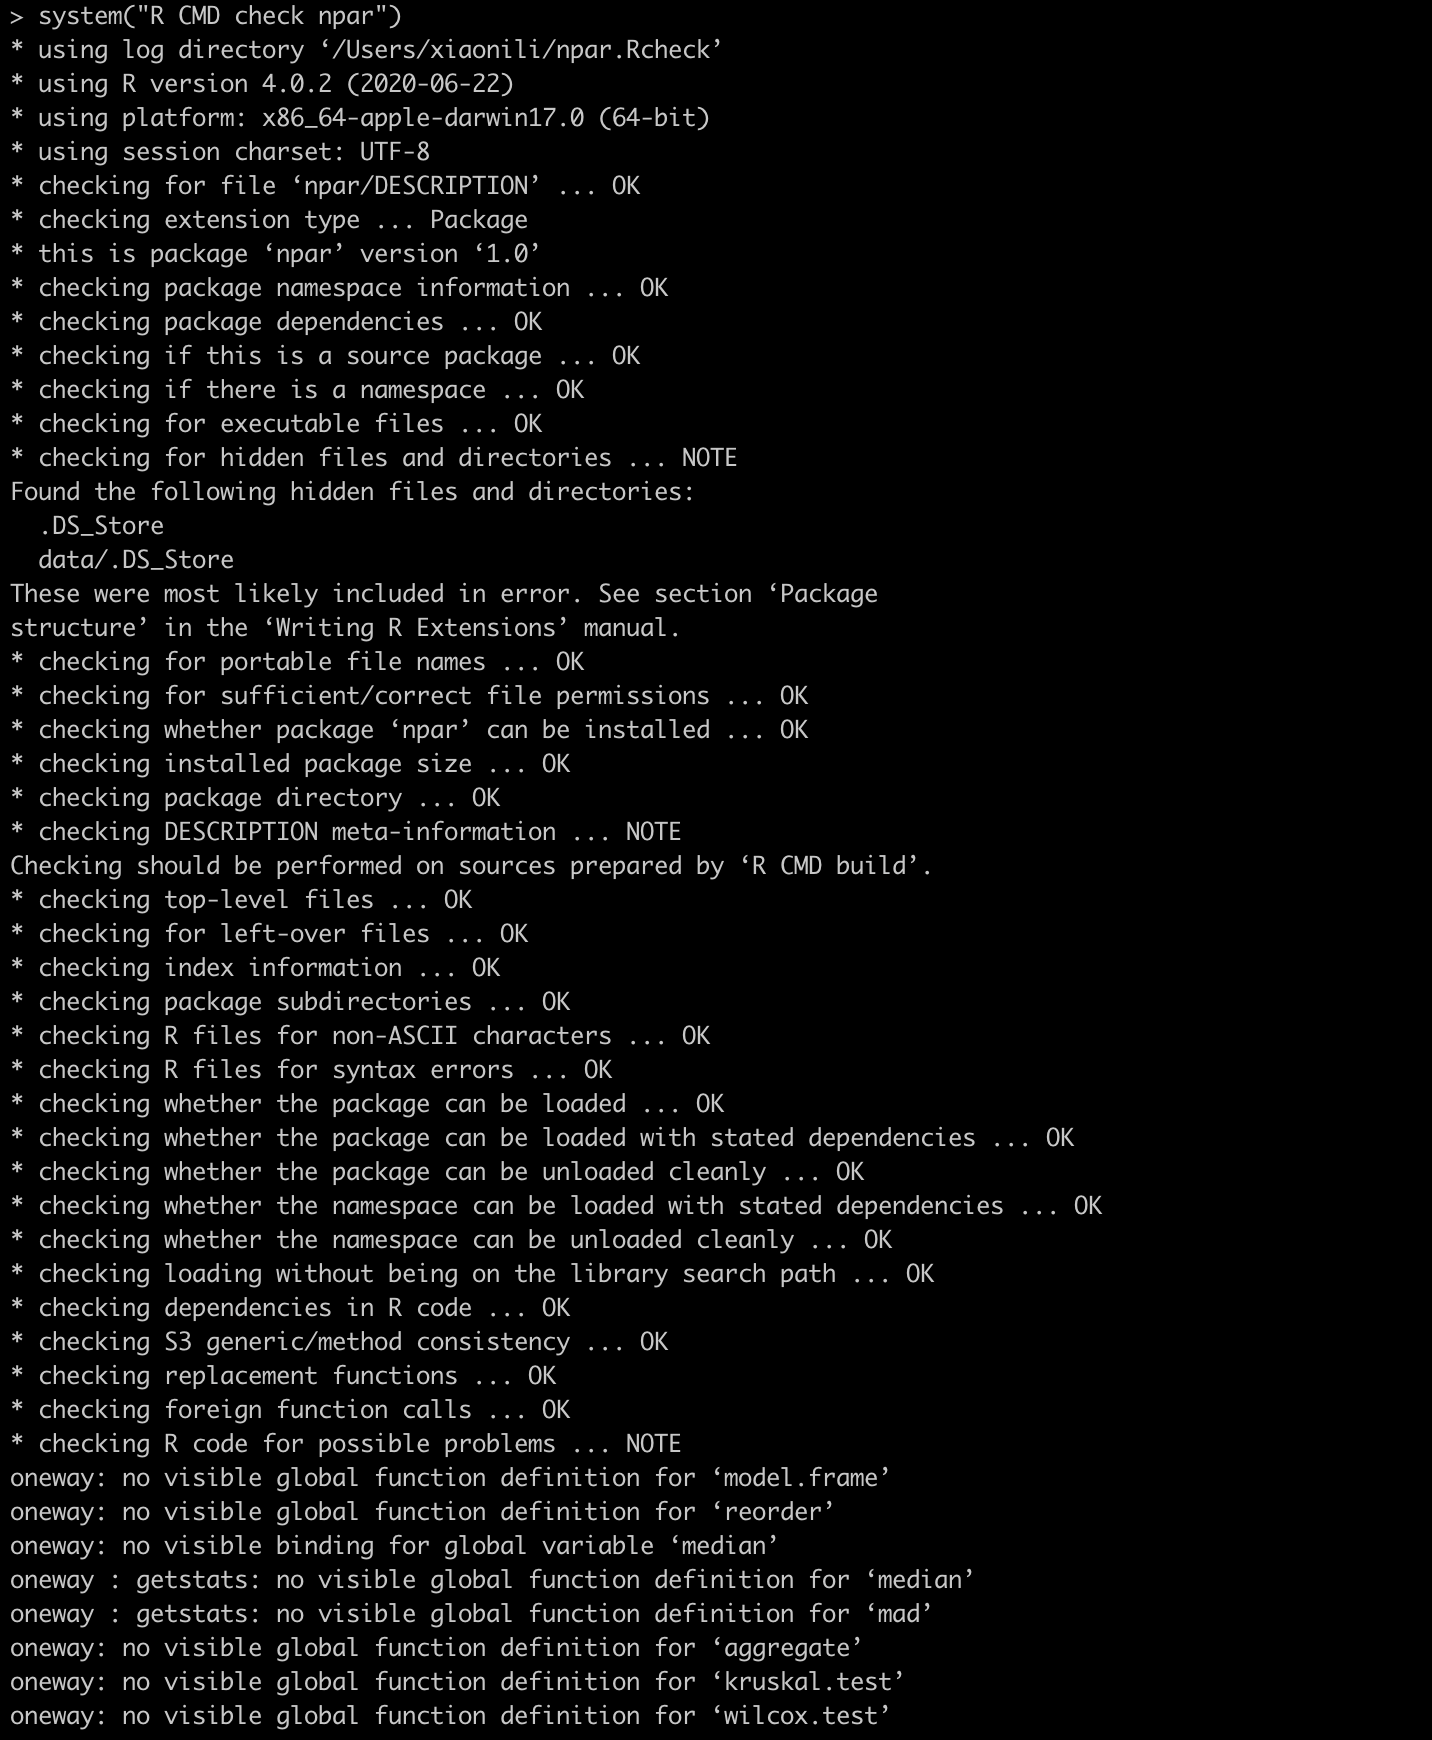 > system("R CMD check npar")
* using log directory ‘/Users/xiaonili/npar.Rcheck’
* using R version 4.0.2 (2020-06-22)
* using platform: x86_64-apple-darwin17.0 (64-bit)
* using session charset: UTF-8
* checking for file ‘npar/DESCRIPTION’ ... OK
* checking extension type ... Package
* this is package ‘npar’ version ‘1.0’
* checking package namespace information ... OK
* checking package dependencies ... OK
* checking if this is a source package ... OK
* checking if there is a namespace ... OK
* checking for executable files ... OK
* checking for hidden files and directories ... NOTE
Found the following hidden files and directories:
  .DS_Store
  data/.DS_Store
These were most likely included in error. See section ‘Package
structure’ in the ‘Writing R Extensions’ manual.
* checking for portable file names ... OK
* checking for sufficient/correct file permissions ... OK
* checking whether package ‘npar’ can be installed ... OK
* checking installed package size ... OK
* checking package directory ... OK
* checking DESCRIPTION meta-information ... NOTE
Checking should be performed on sources prepared by ‘R CMD build’.
* checking top-level files ... OK
* checking for left-over files ... OK
* checking index information ... OK
* checking package subdirectories ... OK
* checking R files for non-ASCII characters ... OK
* checking R files for syntax errors ... OK
* checking whether the package can be loaded ... OK
* checking whether the package can be loaded with stated dependencies ... OK
* checking whether the package can be unloaded cleanly ... OK
* checking whether the namespace can be loaded with stated dependencies ... OK
* checking whether the namespace can be unloaded cleanly ... OK
* checking loading without being on the library search path ... OK
* checking dependencies in R code ... OK
* checking S3 generic/method consistency ... OK
* checking replacement functions ... OK
* checking foreign function calls ... OK
* checking R code for possible problems ... NOTE
oneway: no visible global function definition for ‘model.frame’
oneway: no visible global function definition for ‘reorder’
oneway: no visible binding for global variable ‘median’
oneway : getstats: no visible global function definition for ‘median’
oneway : getstats: no visible global function definition for ‘mad’
oneway: no visible global function definition for ‘aggregate’
oneway: no visible global function definition for ‘kruskal.test’
oneway: no visible global function definition for ‘wilcox.test’